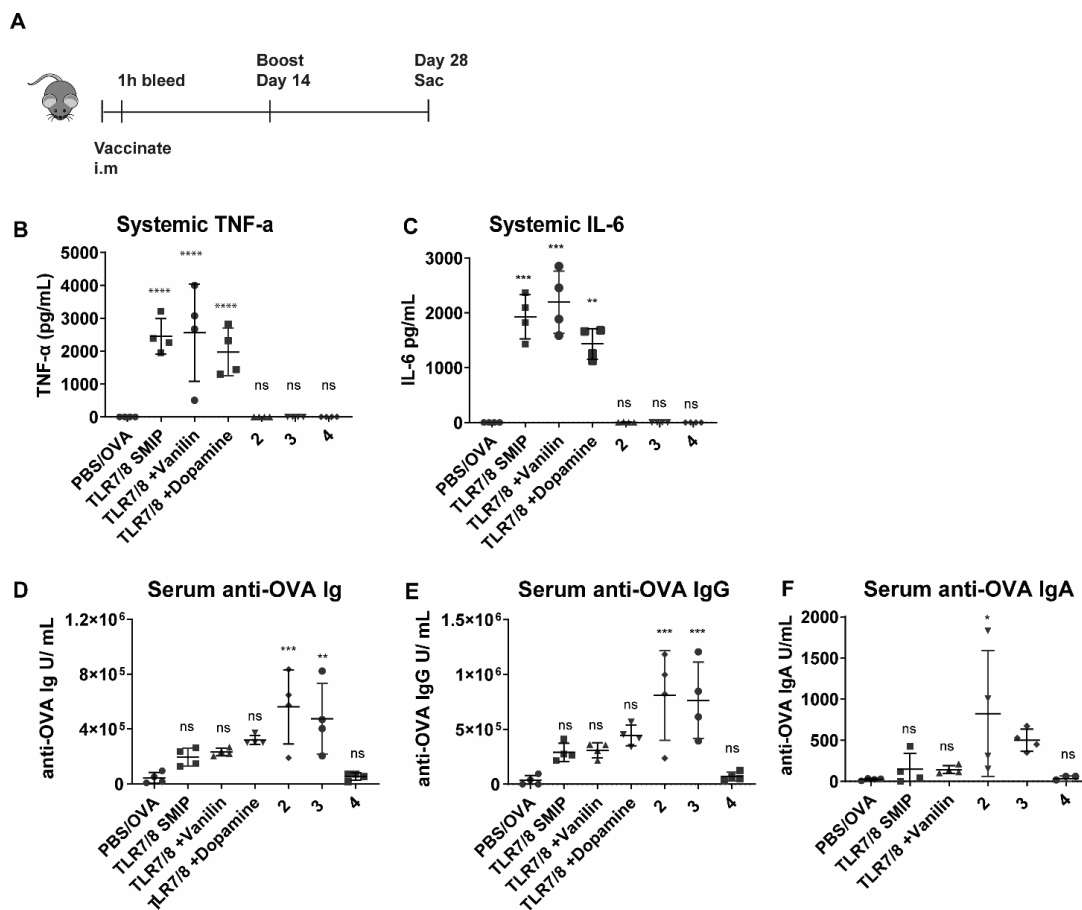 A
1h bleed
Boost
Day 14
Day 28
Sac
Vaccinate
i.m
B
Systemic TNF-a
TNF-α (pg/mL)
5000
4000
3000
2000
1000
0
****
****
****
ns
ns
ns
PBS/OVA
TLR7/8 SMIP
TLR7/8 +Vanilin
TLR7/8 +Dopamine
2
3
4
C
Systemic IL-6
IL-6 pg/mL
3000
2000
1000
0
***
***
**
ns
ns
ns
PBS/OVA
TLR7/8 SMIP
TLR7/8 +Vanilin
TLR7/8 +Dopamine
2
3
4
D
Serum anti-OVA Ig
anti-OVA Ig U/ mL
1.2×10⁶
8×10⁵
4×10⁵
0
ns
ns
ns
***
**
ns
PBS/OVA
TLR7/8 SMIP
TLR7/8 +Vanilin
TLR7/8 +Dopamine
2
3
4
E
Serum anti-OVA IgG
anti-OVA IgG U/ mL
1.5×10⁶
1×10⁶
5×10⁵
0
ns
ns
ns
***
***
ns
PBS/OVA
TLR7/8 SMIP
TLR7/8 +Vanilin
TLR7/8 +Dopamine
2
3
4
F
Serum anti-OVA IgA
anti-OVA IgA U/mL
2000
1500
1000
500
0
ns
ns
*
ns
PBS/OVA
TLR7/8 SMIP
TLR7/8 +Vanilin
2
3
4